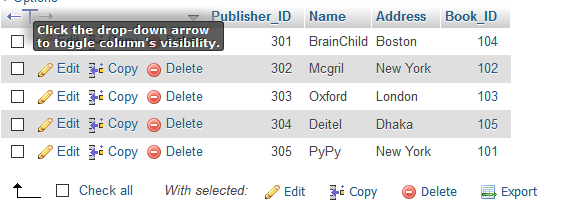 Options
Publisher_ID Name Address Book_ID
Click the drop-down arrow
to toggle column's visibility.
301 BrainChild Boston 104
Edit Copy Delete 302 Mcgril New York 102
Edit Copy Delete 303 Oxford London 103
Edit Copy Delete 304 Deitel Dhaka 105
Edit Copy Delete 305 PyPy New York 101
Check all With selected: Edit Copy Delete Export